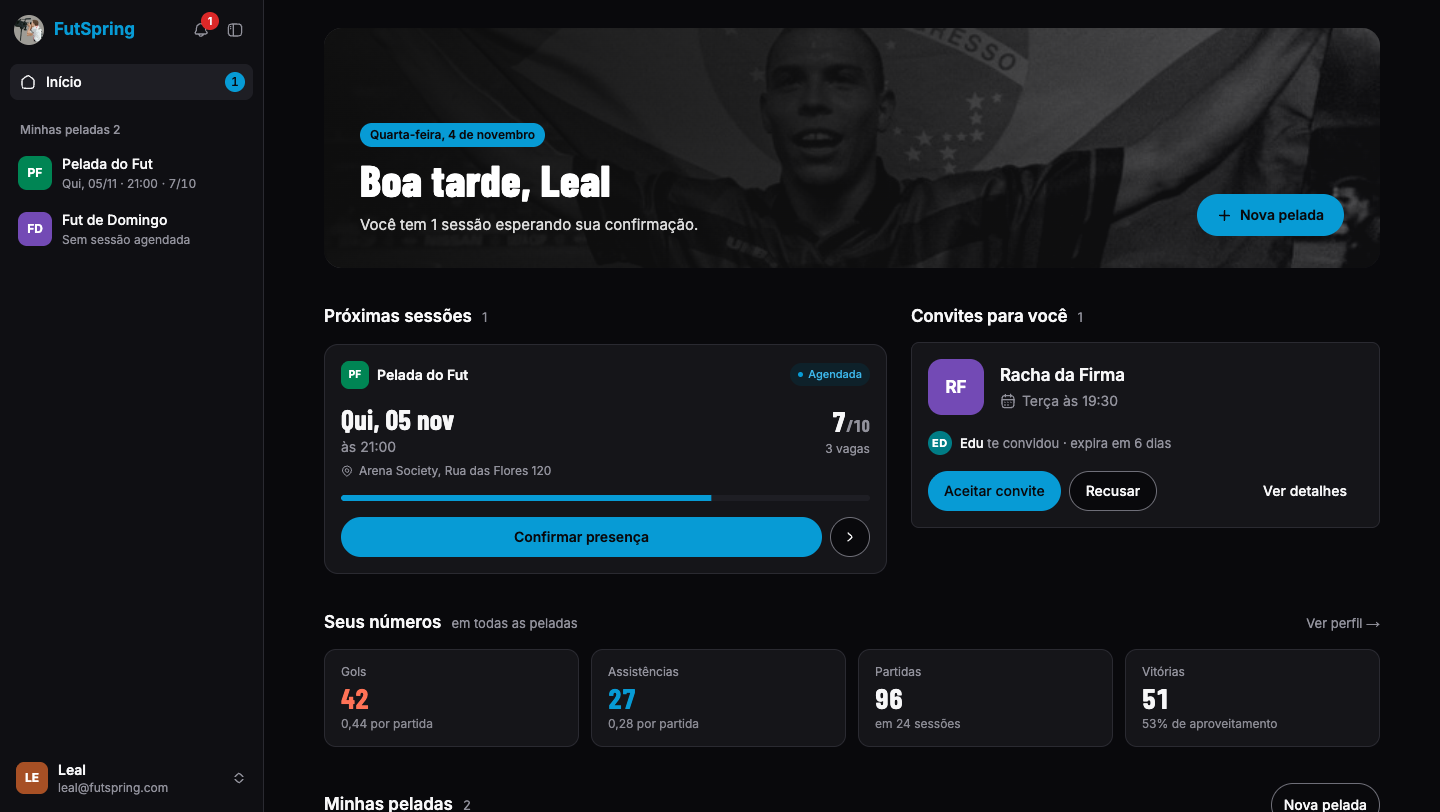 FutSpring
1
Início
1
Minhas peladas 2
PF
Pelada do Fut
Qui, 05/11 · 21:00 · 7/10
FD
Fut de Domingo
Sem sessão agendada
LE
Leal
leal@futspring.com
RESSO
Quarta-feira, 4 de novembro
Boa tarde, Leal
Você tem 1 sessão esperando sua confirmação.
+ Nova pelada
Próximas sessões 1
PF
Pelada do Fut
Agendada
Qui, 05 nov
7/10
às 21:00
3 vagas
Arena Society, Rua das Flores 120
Confirmar presença
Convites para você 1
RF
Racha da Firma
Terça às 19:30
ED
Edu te convidou · expira em 6 dias
Aceitar convite
Recusar
Ver detalhes
Seus números em todas as peladas
Ver perfil →
Gols
42
0,44 por partida
Assistências
27
0,28 por partida
Partidas
96
em 24 sessões
Vitórias
51
53% de aproveitamento
Minhas peladas 2
Nova pelada